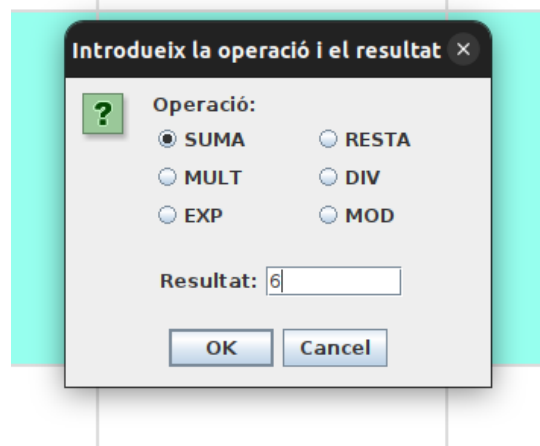 Introdueix la operació i el resultat
Operació:
SUMA RESTA
MULT DIV
EXP MOD
Resultat: 6
OK Cancel